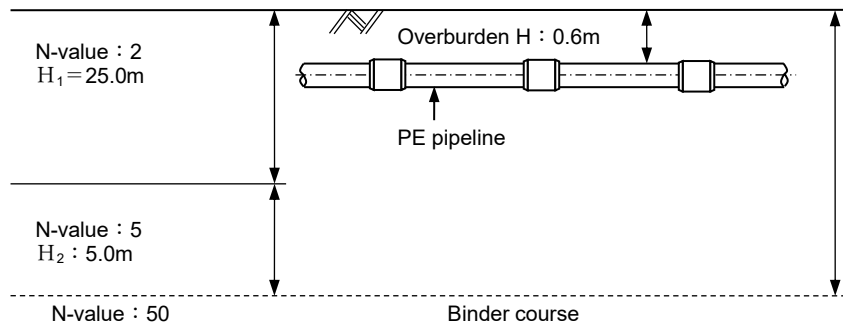 N-value：2
H₁＝25.0m
Overburden H：0.6m
PE pipeline
N-value：5
H₂：5.0m
N-value：50
Binder course